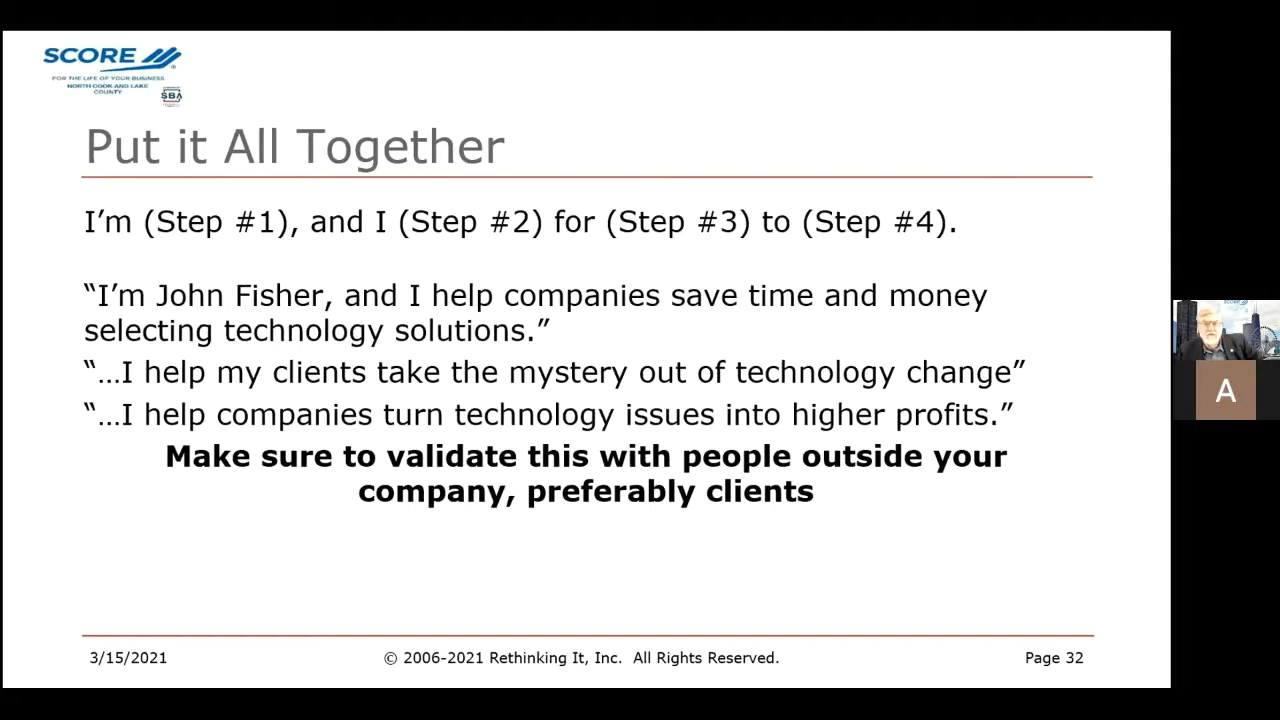 SCORE
FOR THE LIFE OF YOUR BUSINESS
NORTH COOK AND LAKE
COUNTY
SBA
Put it All Together
I’m (Step #1), and I (Step #2) for (Step #3) to (Step #4).
“I’m John Fisher, and I help companies save time and money
selecting technology solutions.”
“…I help my clients take the mystery out of technology change”
“…I help companies turn technology issues into higher profits.”
Make sure to validate this with people outside your
company, preferably clients
3/15/2021
© 2006-2021 Rethinking It, Inc. All Rights Reserved.
Page 32
A